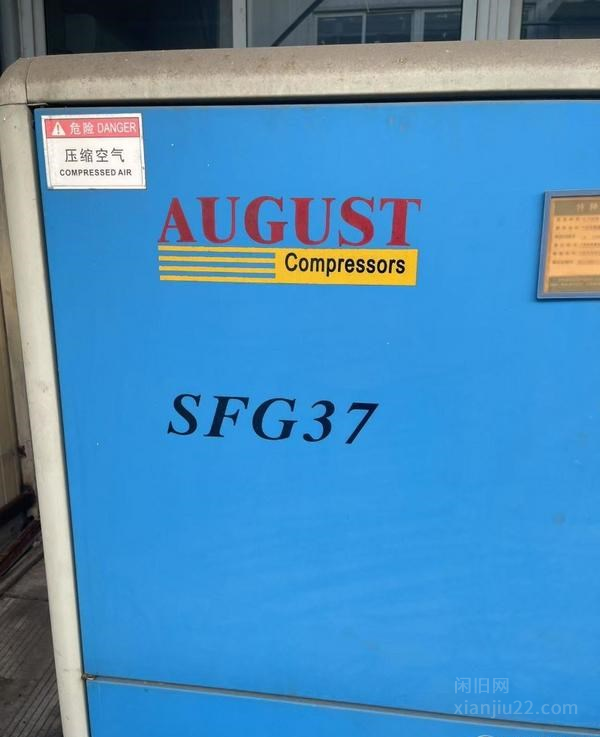 危险 DANGER
压缩空气
COMPRESSED AIR
AUGUST
Compressors
SFG37
闲旧网
xianjiu22.com